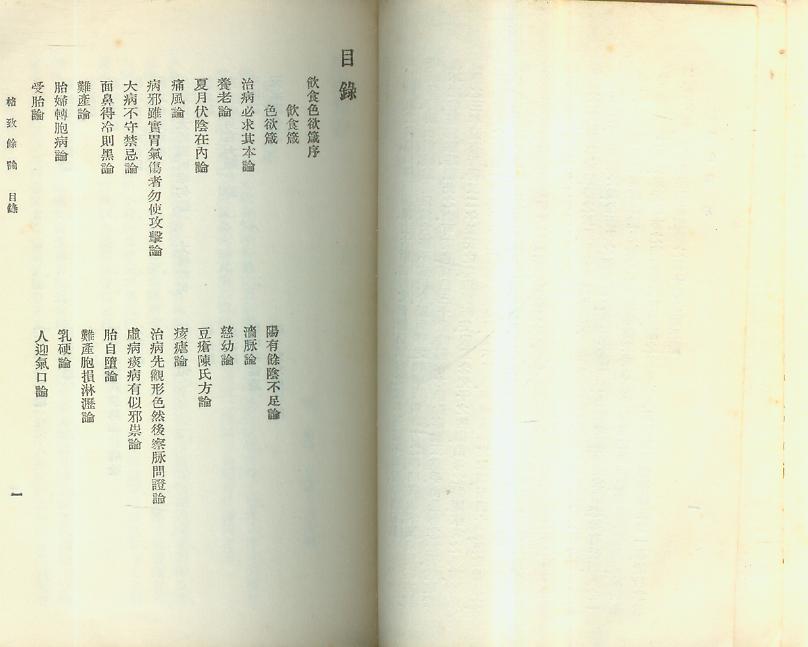 目錄
飲食色欲箴序
飲食箴
色欲箴
陽有餘陰不足論
治病必求其本論
濇脉論
養老論
慈幼論
夏月伏陰在內論
豆瘡陳氏方論
痛風論
痎瘧論
病邪雖實胃氣傷者勿使攻擊論
治病先觀形色然後察脉問證論
大病不守禁忌論
虛病痰病有似邪祟論
面鼻得冷則黑論
胎自墮論
難產論
難產胞損淋瀝論
胎婦轉胞病論
乳硬論
受胎論
人迎氣口論
格致餘論 目錄
一